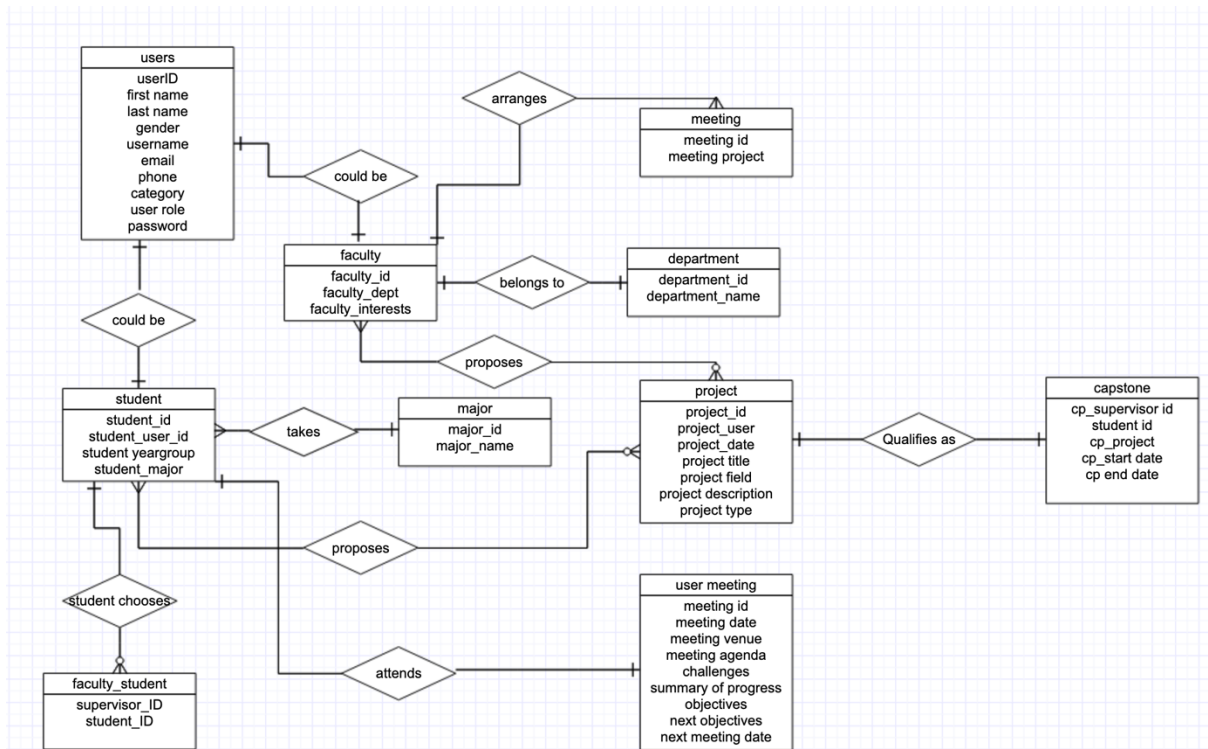 users
userID
first name
last name
gender
username
email
phone
category
user role
password
arranges
meeting
meeting id
meeting project
could be
faculty
faculty_id
faculty_dept
faculty_interests
belongs to
department
department_id
department_name
could be
proposes
student
student_id
student_user_id
student yeargroup
student_major
takes
major
major_id
major_name
project
project_id
project_user
project_date
project title
project field
project description
project type
Qualifies as
capstone
cp_supervisor id
student id
cp_project
cp_start date
cp end date
proposes
student chooses
user meeting
meeting id
meeting date
meeting venue
meeting agenda
challenges
summary of progress
objectives
next objectives
next meeting date
attends
faculty_student
supervisor_ID
student_ID